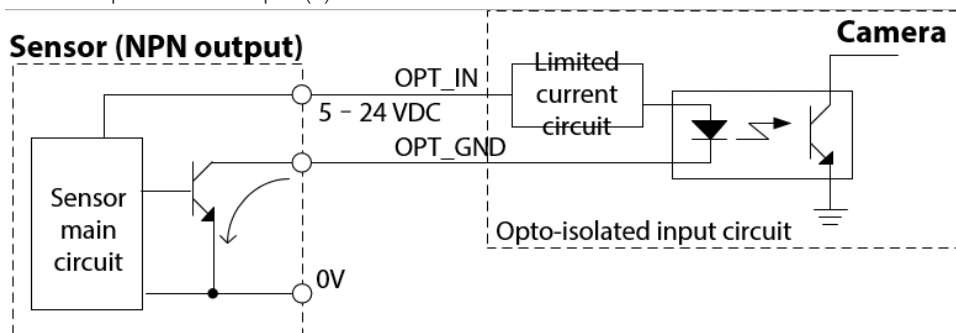 Sensor (NPN output)
Camera
OPT_IN
5 – 24 VDC
OPT_GND
Limited
current
circuit
Sensor
main
circuit
0V
Opto-isolated input circuit